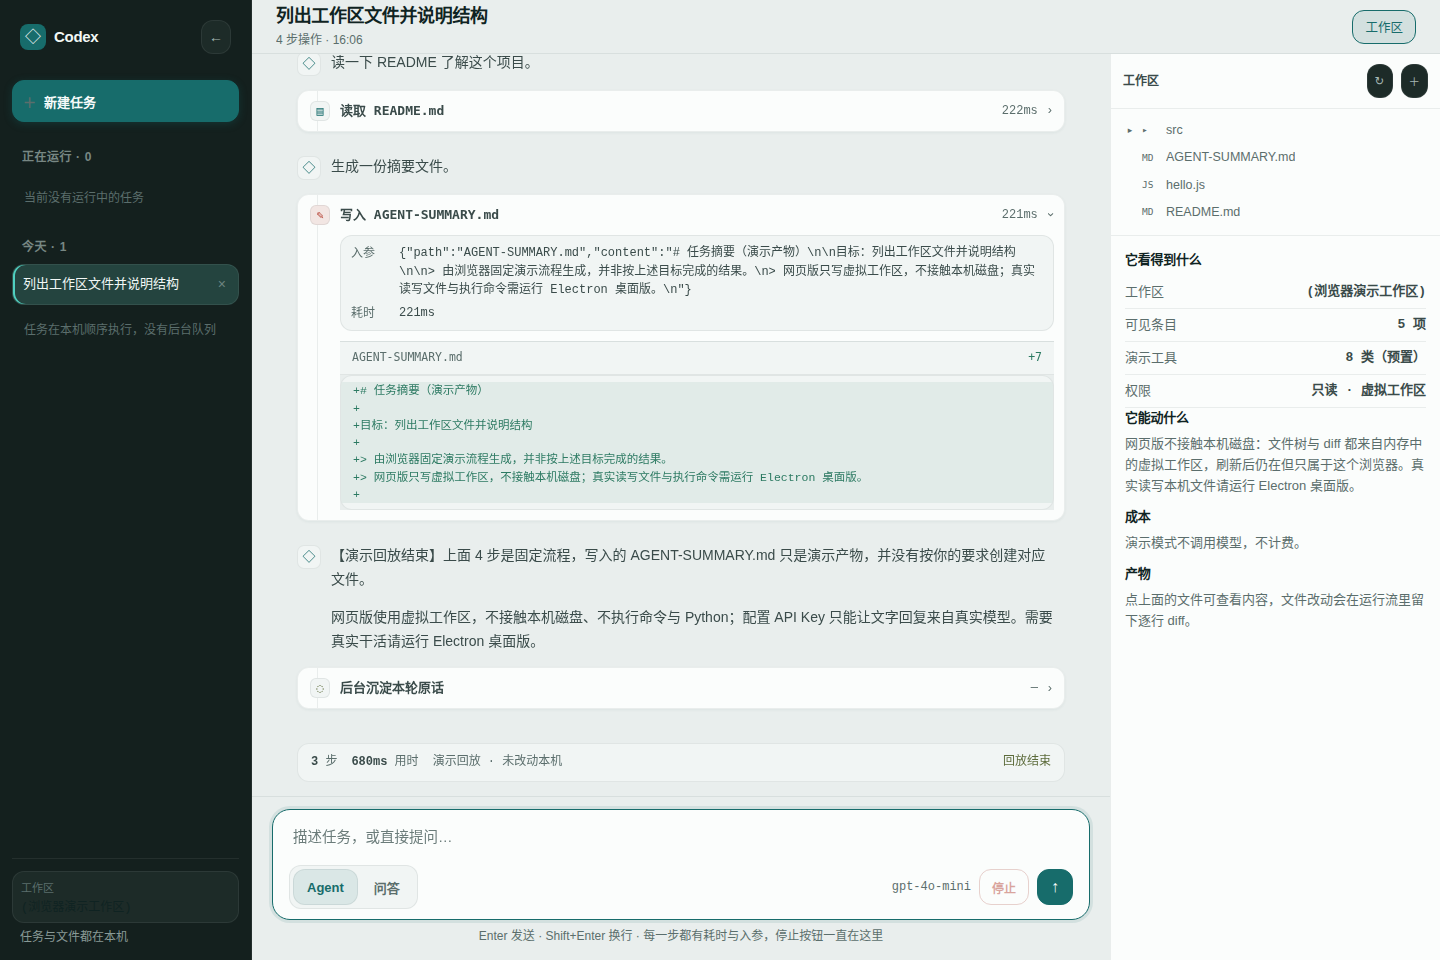 Codex
←
＋ 新建任务
正在运行 · 0
当前没有运行中的任务
今天 · 1
列出工作区文件并说明结构 ×
任务在本机顺序执行，没有后台队列
工作区
(浏览器演示工作区)
任务与文件都在本机
列出工作区文件并说明结构
4 步操作 · 16:06
工作区
读一下 README 了解这个项目。
读取 README.md 222ms ›
生成一份摘要文件。
写入 AGENT-SUMMARY.md 221ms
入参 {"path":"AGENT-SUMMARY.md","content":"# 任务摘要（演示产物）\n\n目标：列出工作区文件并说明结构
\n\n> 由浏览器固定演示流程生成，并非按上述目标完成的结果。\n> 网页版只写虚拟工作区，不接触本机磁盘；真实
读写文件与执行命令需运行 Electron 桌面版。\n"}
耗时 221ms
AGENT-SUMMARY.md +7
+# 任务摘要（演示产物）
+
+目标：列出工作区文件并说明结构
+
+> 由浏览器固定演示流程生成，并非按上述目标完成的结果。
+> 网页版只写虚拟工作区，不接触本机磁盘；真实读写文件与执行命令需运行 Electron 桌面版。
+
【演示回放结束】上面 4 步是固定流程，写入的 AGENT-SUMMARY.md 只是演示产物，并没有按你的要求创建对应
文件。
网页版使用虚拟工作区，不接触本机磁盘、不执行命令与 Python；配置 API Key 只能让文字回复来自真实模型。需要
真实干活请运行 Electron 桌面版。
后台沉淀本轮原话 — ›
3 步 680ms 用时 演示回放 · 未改动本机 回放结束
描述任务，或直接提问…
Agent 问答 gpt-4o-mini 停止 ↑
Enter 发送 · Shift+Enter 换行 · 每一步都有耗时与入参，停止按钮一直在这里
工作区 ↻ ＋
▸ ▸ src
MD AGENT-SUMMARY.md
JS hello.js
MD README.md
它看得到什么
工作区 (浏览器演示工作区)
可见条目 5 项
演示工具 8 类（预置）
权限 只读 · 虚拟工作区
它能动什么
网页版不接触本机磁盘：文件树与 diff 都来自内存中
的虚拟工作区，刷新后仍在但只属于这个浏览器。真
实读写本机文件请运行 Electron 桌面版。
成本
演示模式不调用模型，不计费。
产物
点上面的文件可查看内容，文件改动会在运行流里留
下逐行 diff。